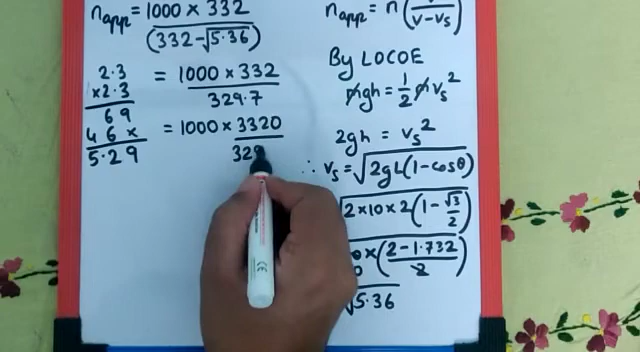 n_app = 1000 × 332
(332-√5.36)
2.3
×2.3
69
46×
5.29
= 1000 × 332
329.7
= 1000 × 3320
329
n_app = n(v
v-v_s)
By LOCOE
mgh = 1/2 m v_s²
2gh = v_s²
∴ v_s = √2gL(1-cosθ)
2×10×2(1-√3/2)
×(2-1.732
2)
√5.36